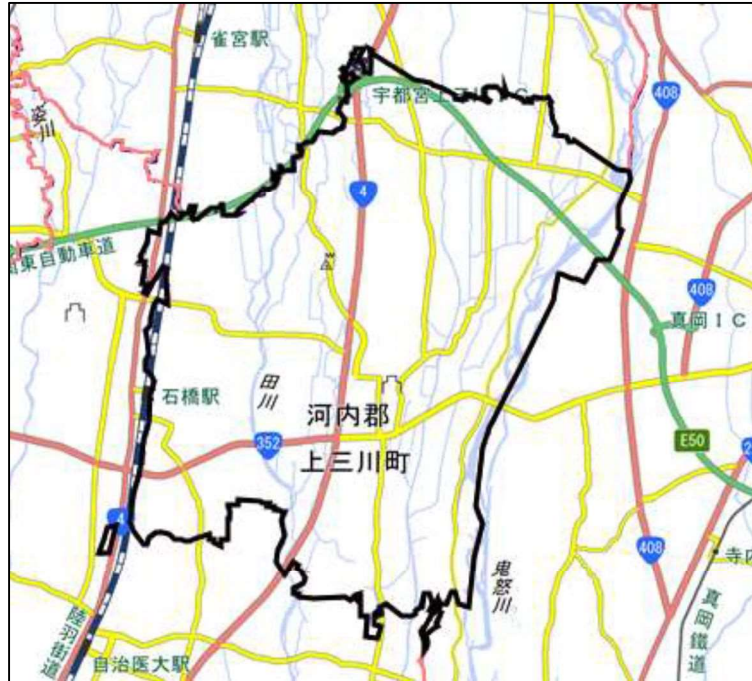 雀宮駅
408
宇都宮上三川IC
4
関東自動車道
408
真岡IC
石橋駅
田川
河内郡
352
上三川町
E50
4
鬼怒川
408
寺内
真岡鐵道
陸羽街道
自治医大駅